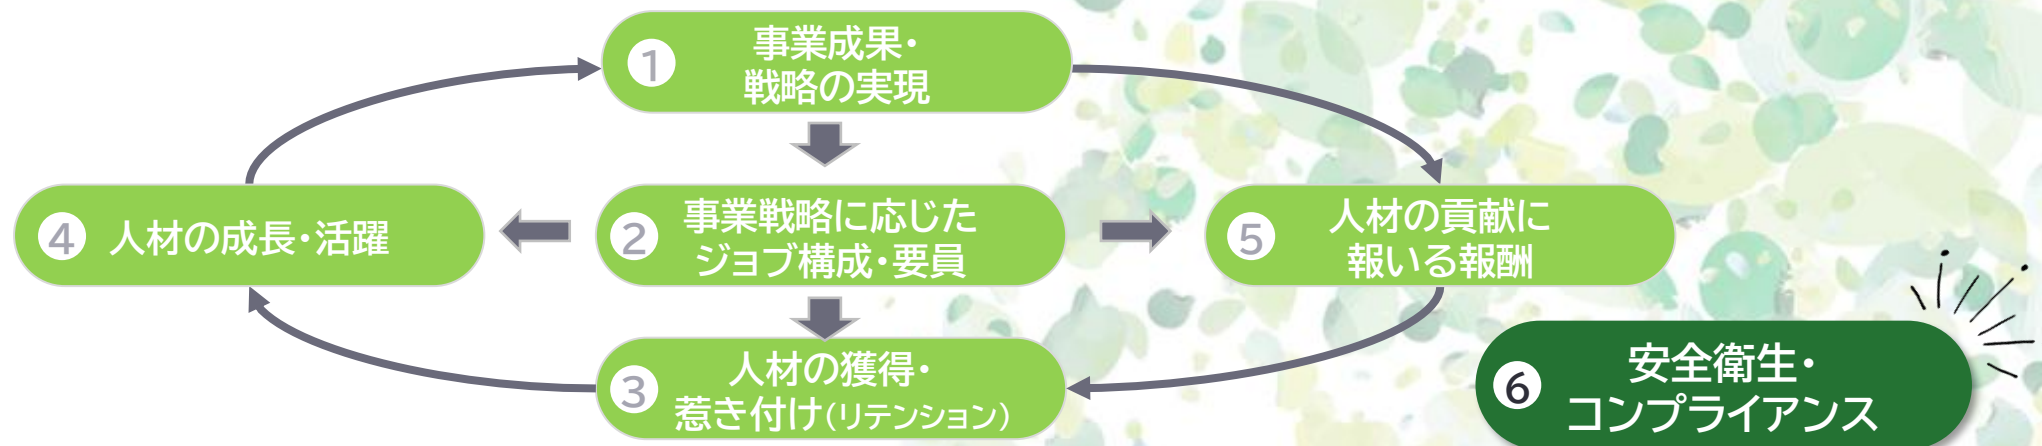 ① 事業成果・
戦略の実現
④ 人材の成長・活躍
② 事業戦略に応じた
ジョブ構成・要員
⑤ 人材の貢献に
報いる報酬
③ 人材の獲得・
惹き付け(リテンション)
⑥ 安全衛生・
コンプライアンス